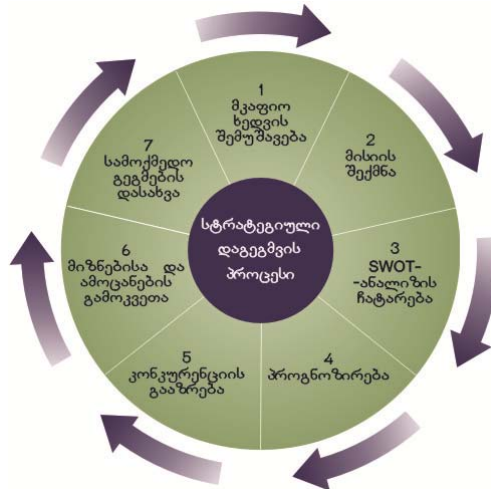 1
მკაფიო
ხედვის
შემუშავება
2
მისიის
შექმნა
3
SWOT-
-ანალიზის
ჩატარება
4
პროგნოზირება
5
კონკურენციის
გააზრება
6
მიზნებისა და
ამოცანების
გამოკვეთა
7
სამოქმედო
გეგმების
დასახვა
სტრატეგიული
დაგეგმვის
პროცესი